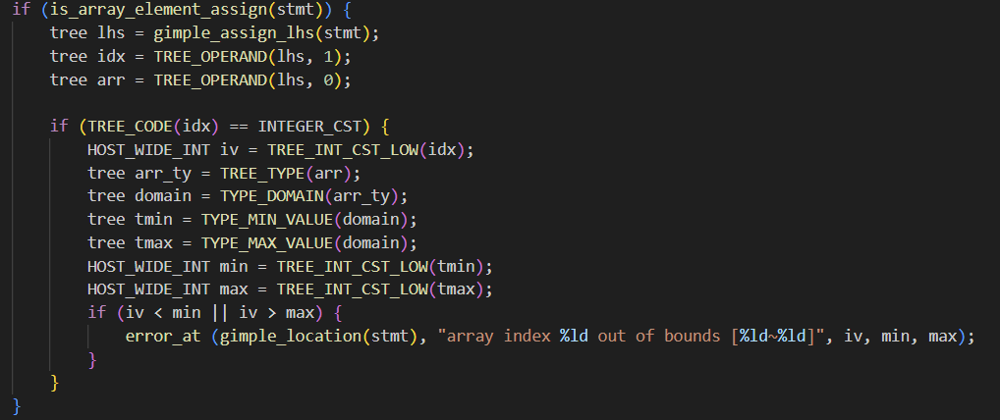 if (is_array_element_assign(stmt)) {
    tree lhs = gimple_assign_lhs(stmt);
    tree idx = TREE_OPERAND(lhs, 1);
    tree arr = TREE_OPERAND(lhs, 0);

    if (TREE_CODE(idx) == INTEGER_CST) {
        HOST_WIDE_INT iv = TREE_INT_CST_LOW(idx);
        tree arr_ty = TREE_TYPE(arr);
        tree domain = TYPE_DOMAIN(arr_ty);
        tree tmin = TYPE_MIN_VALUE(domain);
        tree tmax = TYPE_MAX_VALUE(domain);
        HOST_WIDE_INT min = TREE_INT_CST_LOW(tmin);
        HOST_WIDE_INT max = TREE_INT_CST_LOW(tmax);
        if (iv < min || iv > max) {
            error_at (gimple_location(stmt), "array index %ld out of bounds [%ld~%ld]", iv, min, max);
        }
    }
}